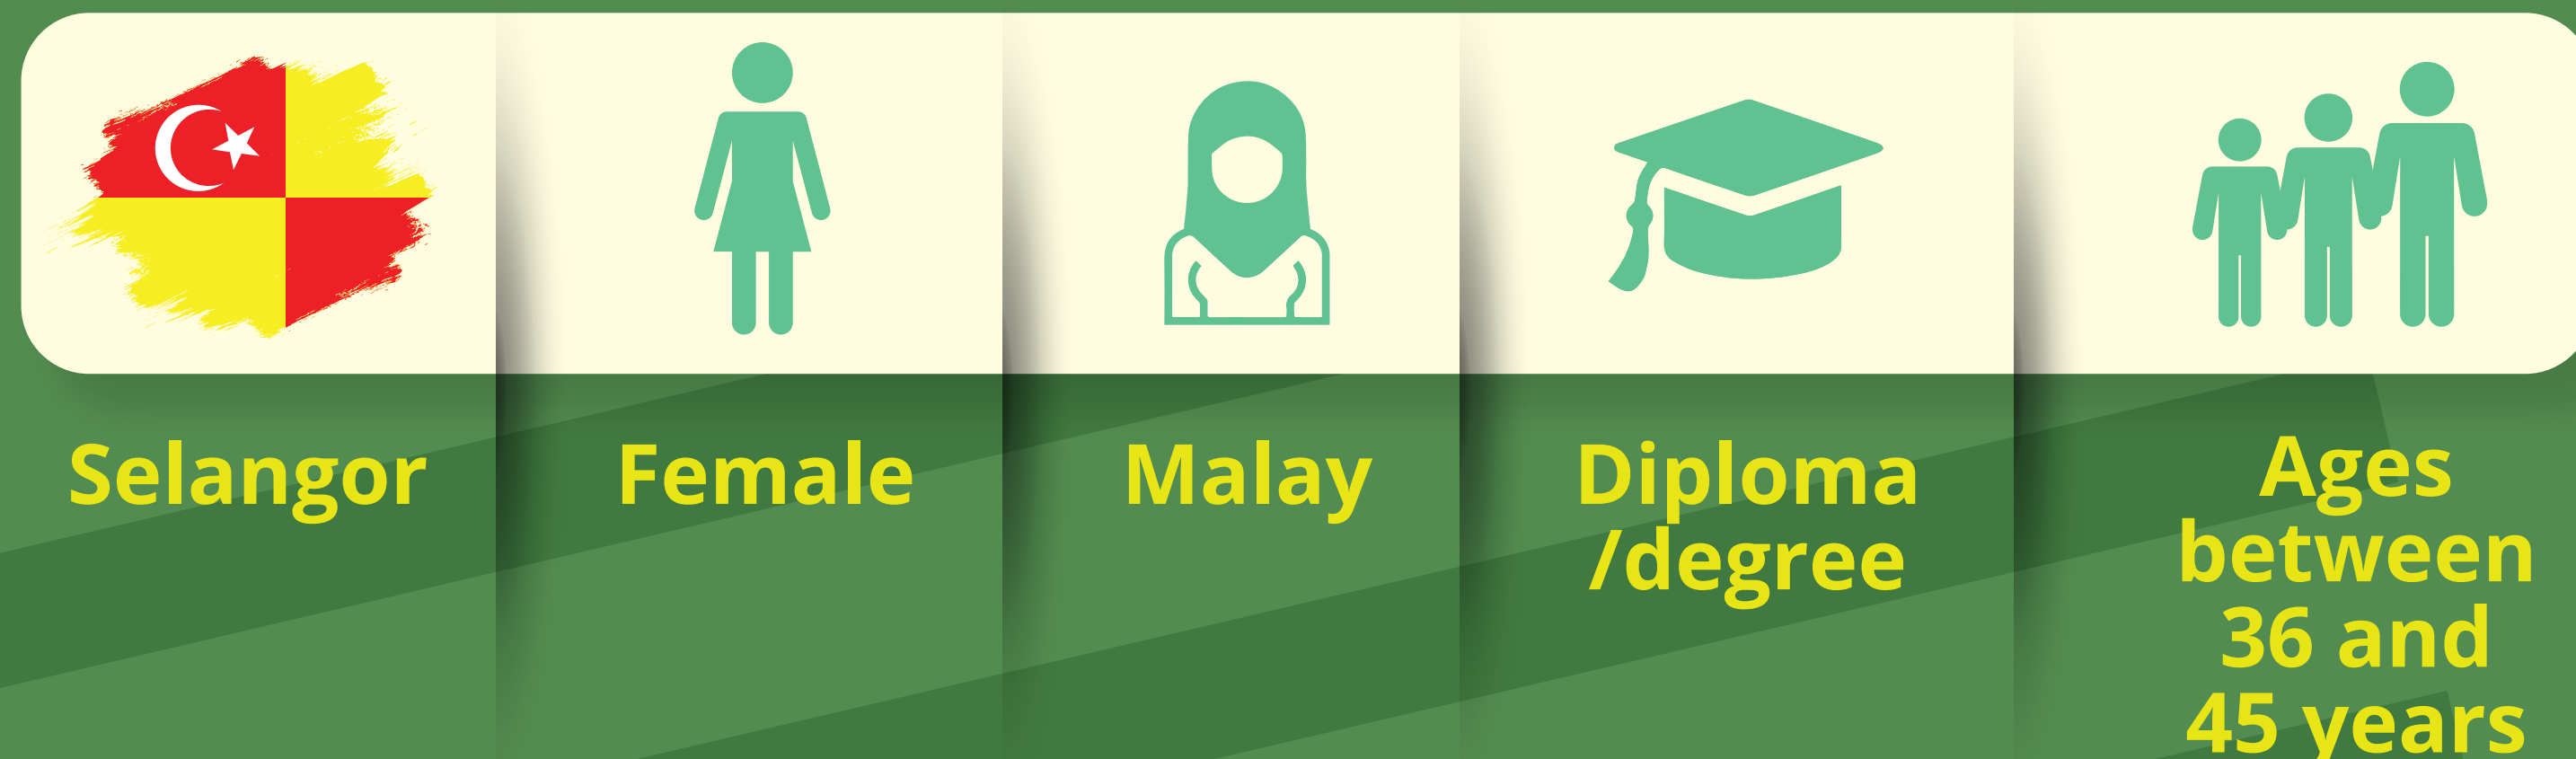 Selangor
Female
Malay
Diploma
/degree
Ages
between
36 and
45 years